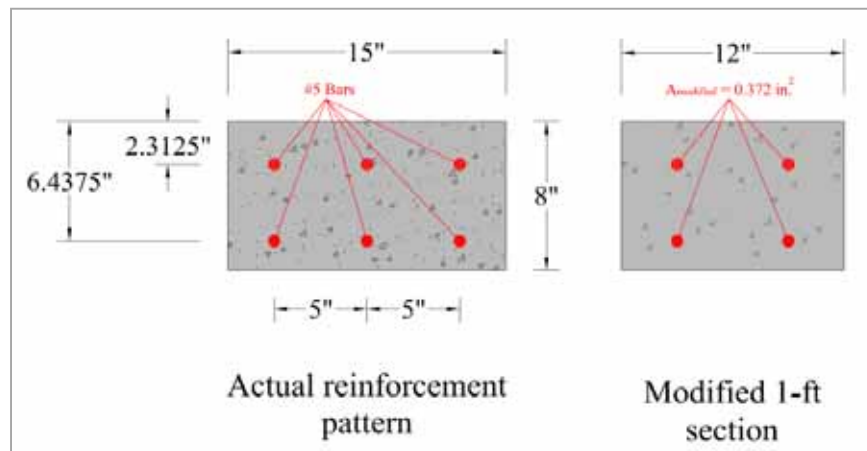 15"
12"
#5 Bars
Amodified = 0.372 in.²
2.3125"
6.4375"
8"
5"
5"
Actual reinforcement
pattern
Modified 1-ft
section